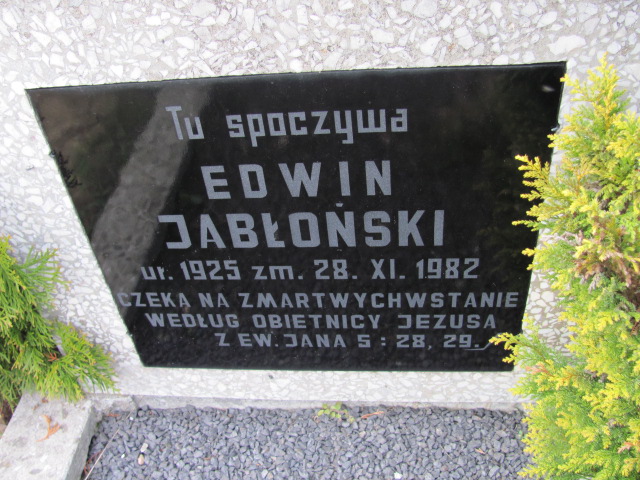 Tu spoczywa
EDWIN
JABŁOŃSKI
ur. 1925 zm. 28. XI. 1982
CZEKA NA ZMARTWYCHWSTANIE
WEDŁUG OBIETNICY JEZUSA
Z EW. JANA 5 : 28, 29.